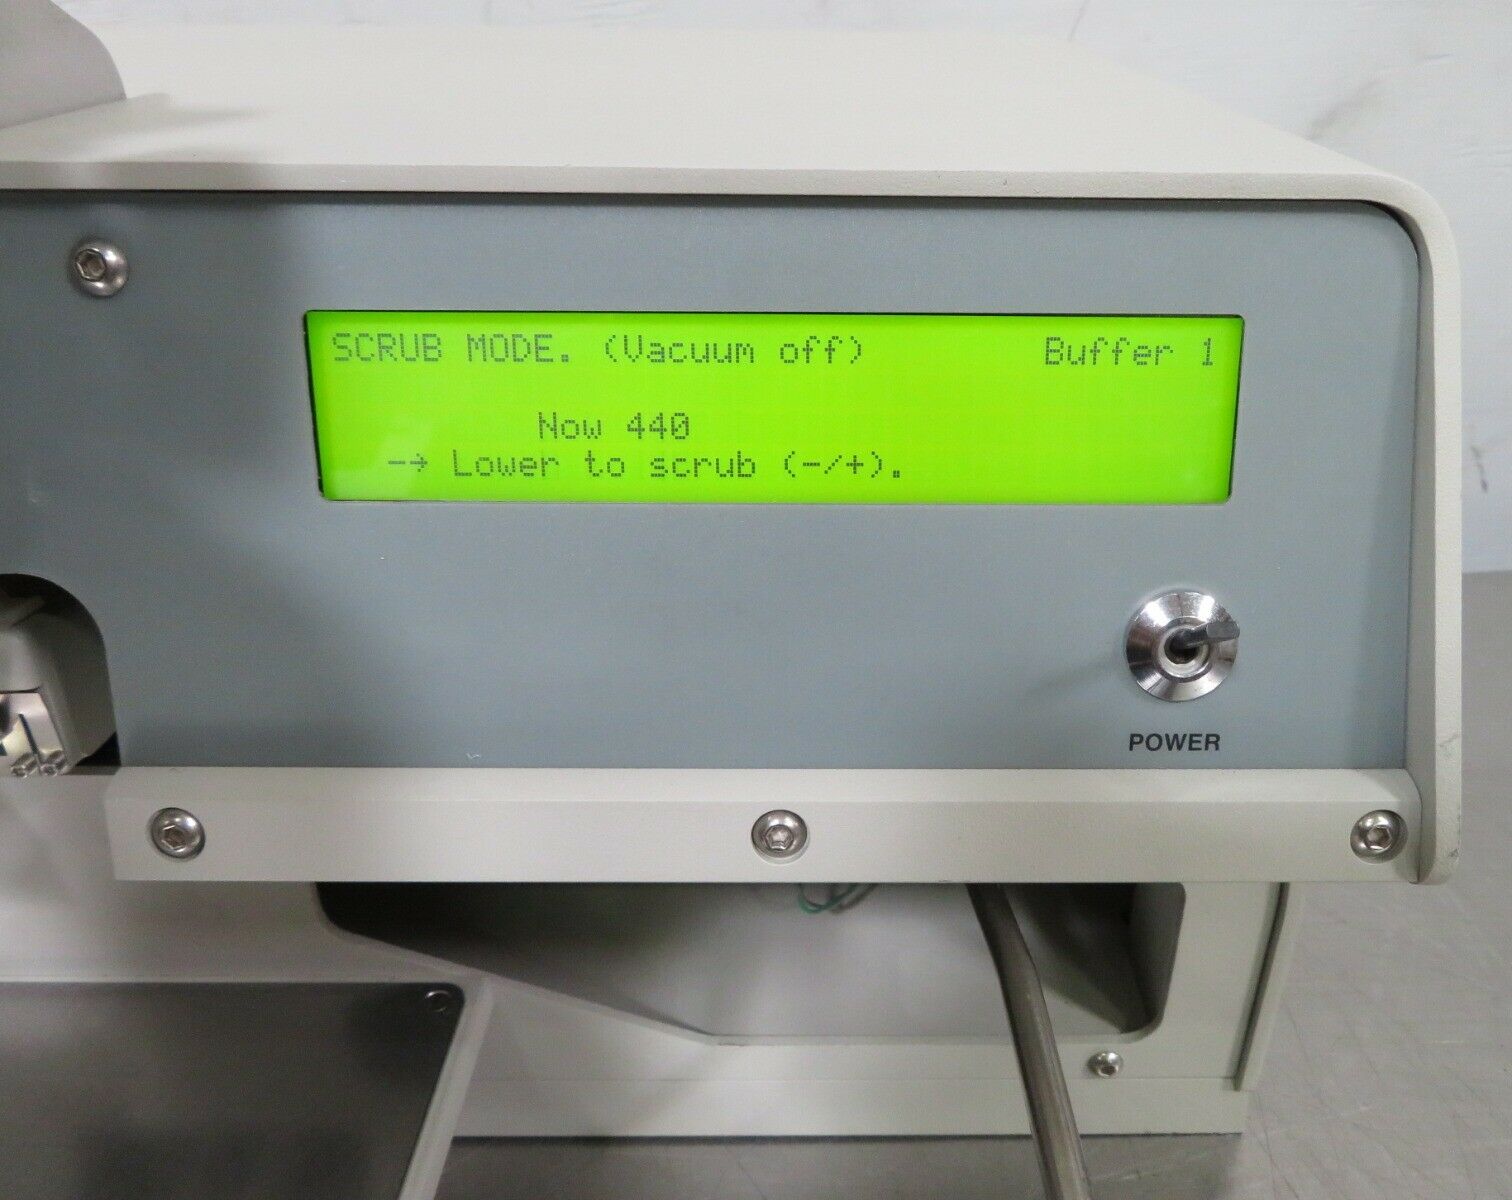 SCRUB MODE. (Vacuum off) Buffer 1
Now 440
→ Lower to scrub (-/+).
POWER